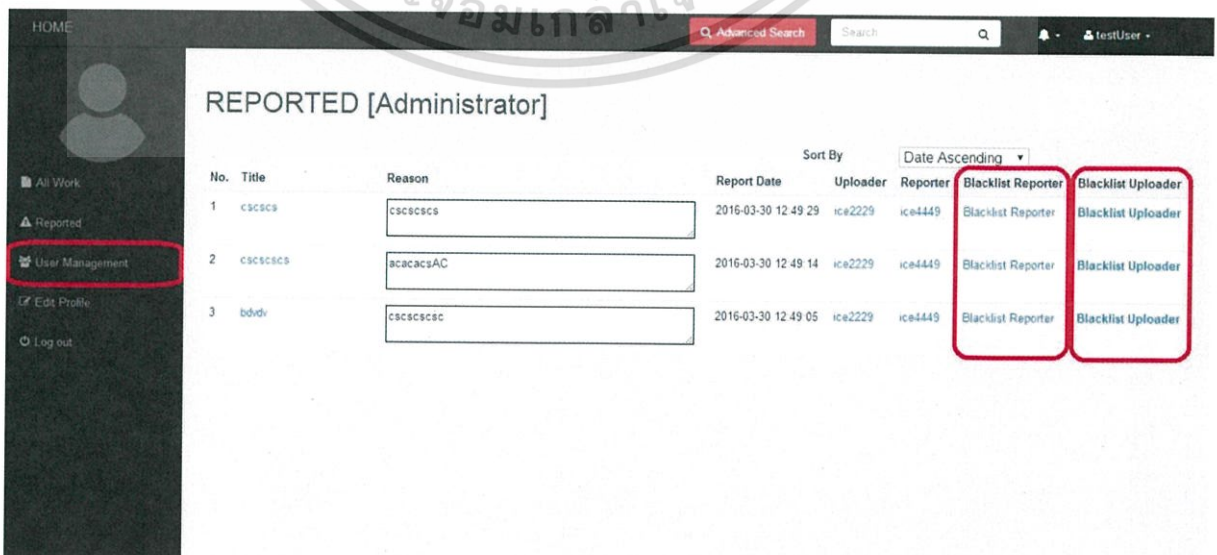 HOME
Advanced Search
Search
testUser
REPORTED [Administrator]
Sort By
Date Ascending
No. Title Reason Report Date Uploader Reporter Blacklist Reporter Blacklist Uploader
1 cscscs cscscscs 2016-03-30 12:49:29 ice2229 ice4449 Blacklist Reporter Blacklist Uploader
2 cscscscs acacacsAC 2016-03-30 12:49:14 ice2229 ice4449 Blacklist Reporter Blacklist Uploader
3 bdvdv cscscscsc 2016-03-30 12:49:05 ice2229 ice4449 Blacklist Reporter Blacklist Uploader
All Work
Reported
User Management
Edit Profile
Log out